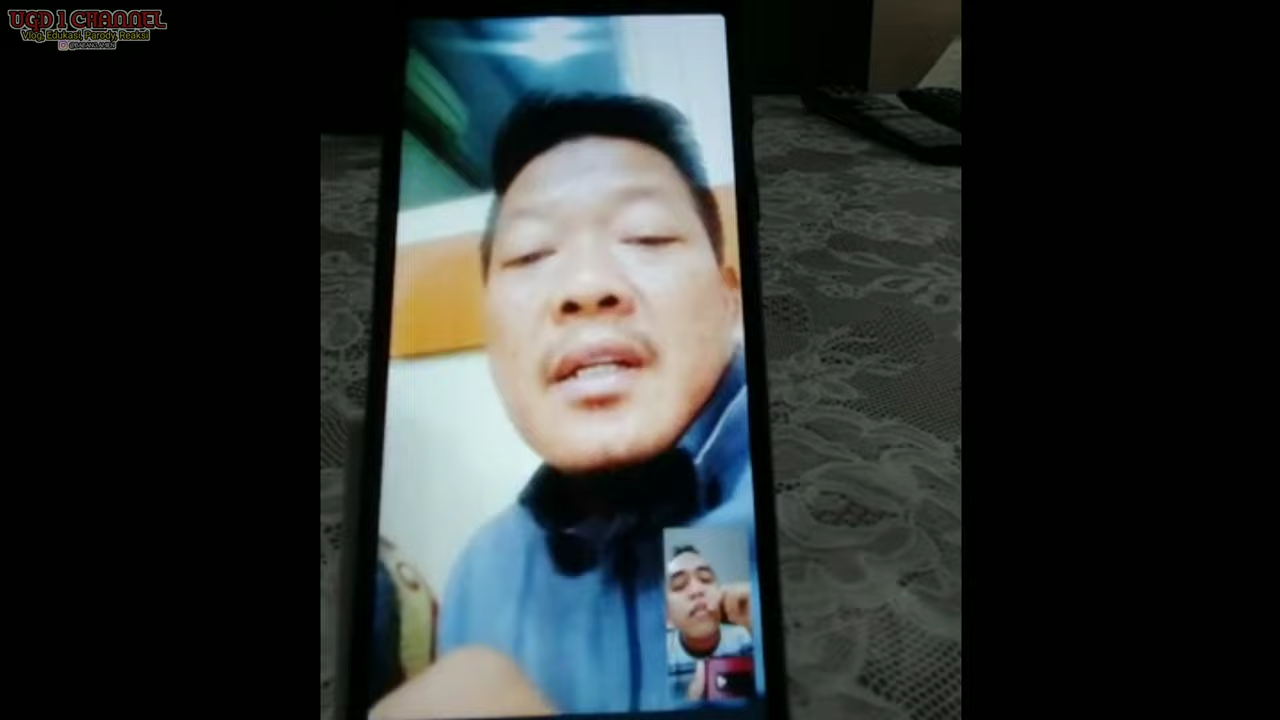 UGD 1 CHANNEL
Vlog, Edukasi, Parody, Reaksi